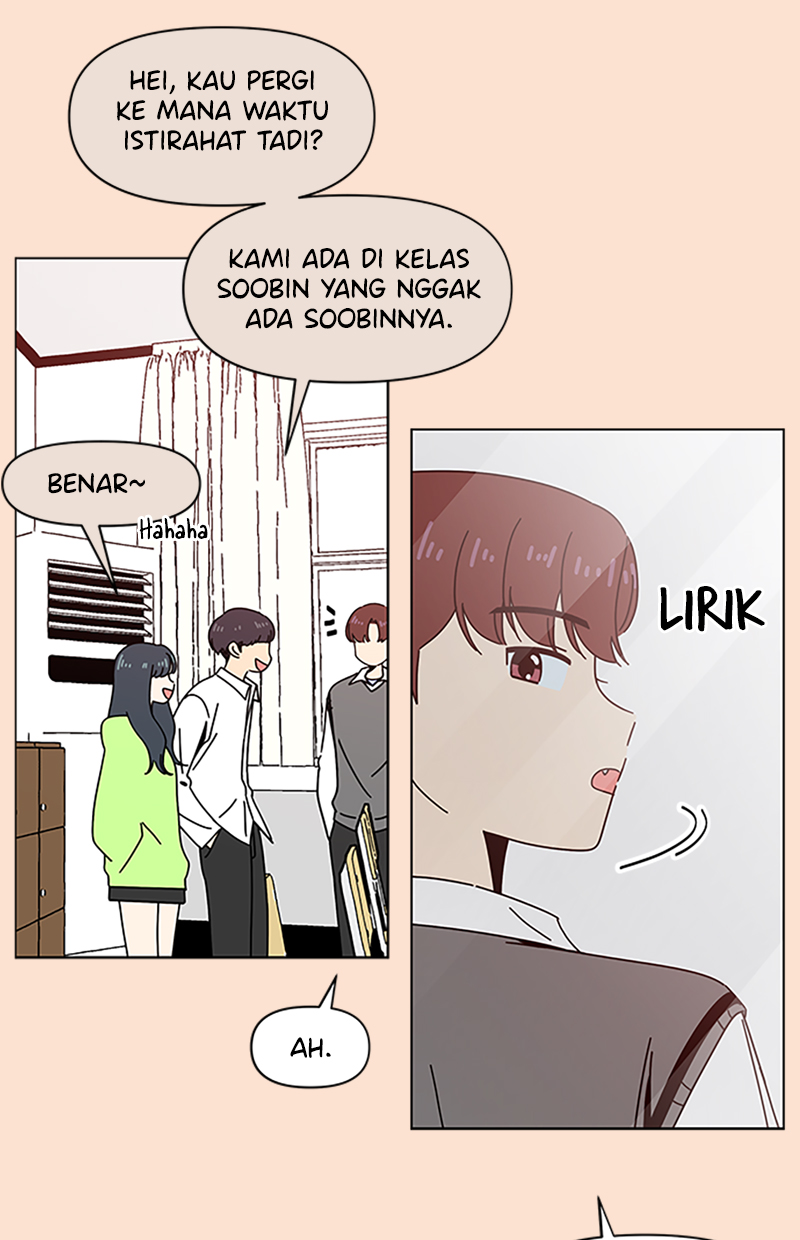 HEI, KAU PERGI
KE MANA WAKTU
ISTIRAHAT TADI?
KAMI ADA DI KELAS
SOOBIN YANG NGGAK
ADA SOOBINNYA.
BENAR~
Hahaha
LIRIK
AH.